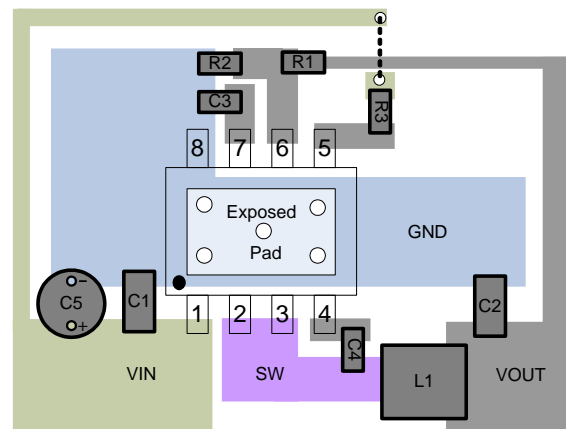 R2
R1
C3
R3
8
7
6
5
Exposed
Pad
GND
C5
−
+
C1
1
2
3
4
C2
C4
VIN
SW
L1
VOUT